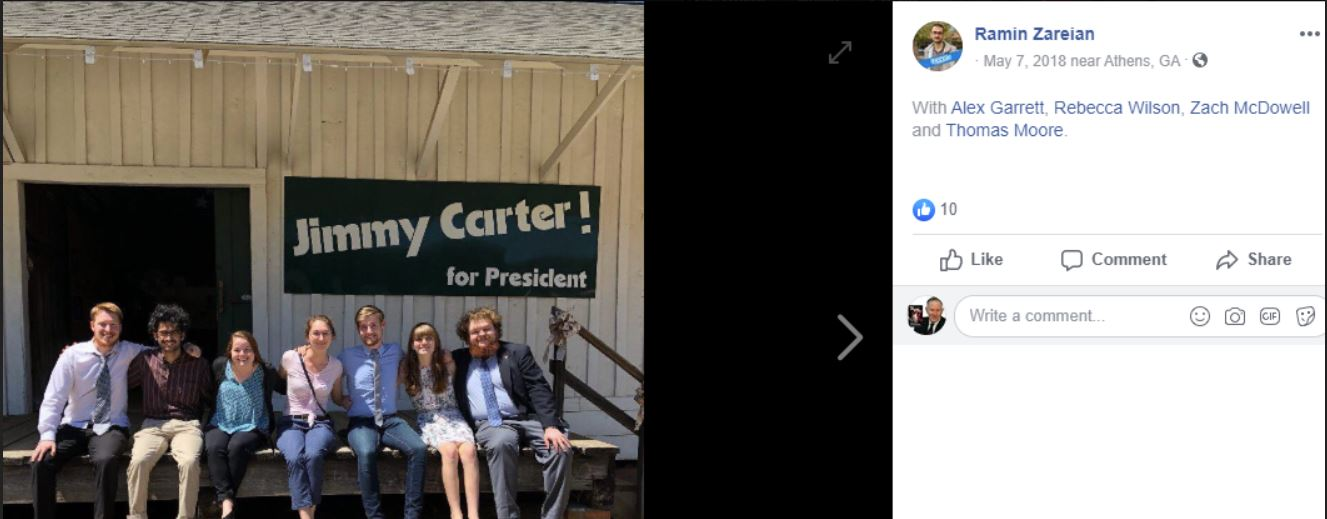 Jimmy Carter!
for President
Ramin Zareian
· May 7, 2018 near Athens, GA ·
With Alex Garrett, Rebecca Wilson, Zach McDowell
and Thomas Moore.
10
Like Comment Share
Write a comment... GIF